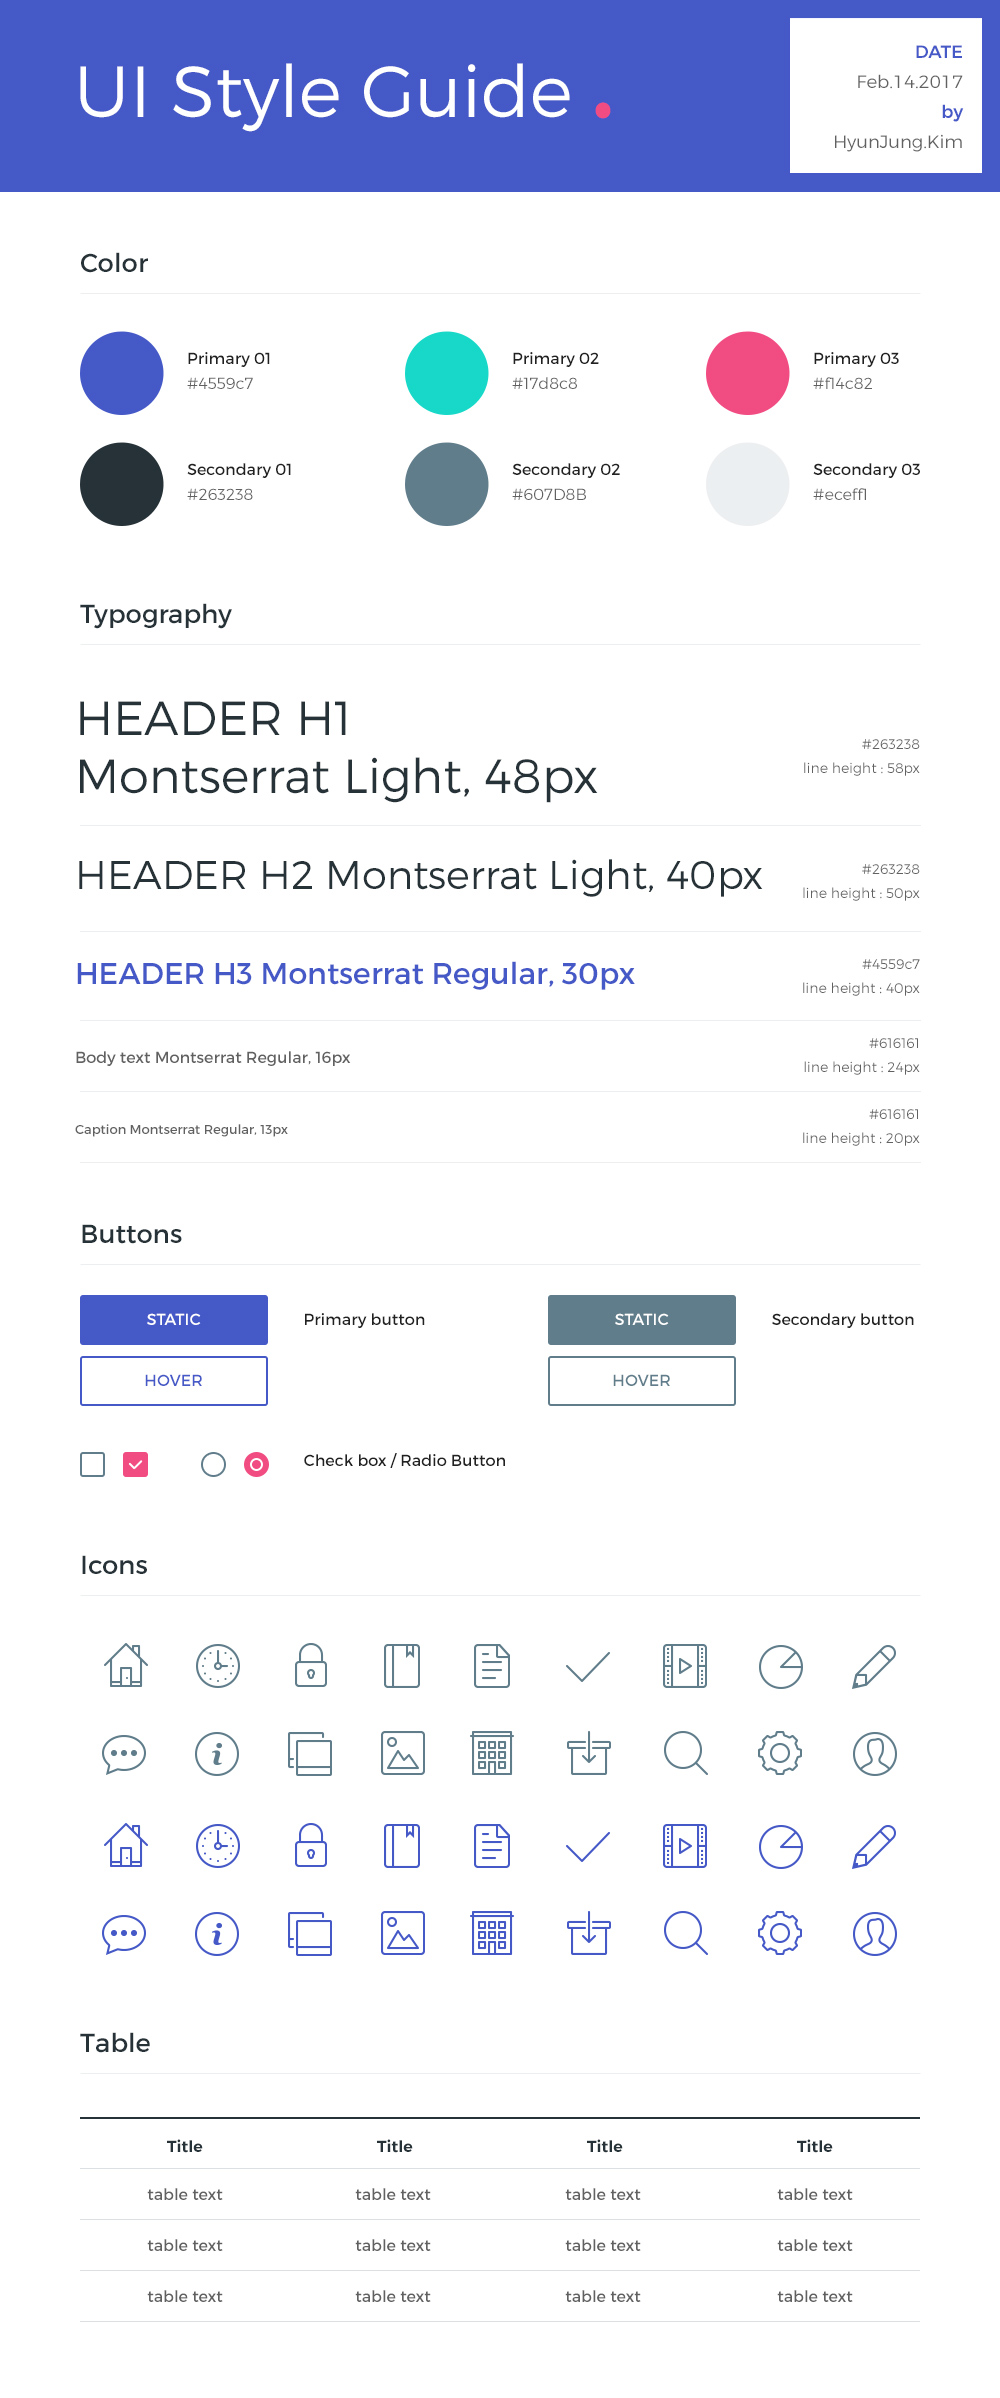 UI Style Guide .
DATE
Feb.14.2017
by
HyunJung.Kim
Color
Primary 01
#4559c7
Primary 02
#17d8c8
Primary 03
#f14c82
Secondary 01
#263238
Secondary 02
#607D8B
Secondary 03
#eceff1
Typography
HEADER H1
Montserrat Light, 48px
#263238
line height : 58px
HEADER H2 Montserrat Light, 40px
#263238
line height : 50px
HEADER H3 Montserrat Regular, 30px
#4559c7
line height : 40px
Body text Montserrat Regular, 16px
#616161
line height : 24px
Caption Montserrat Regular, 13px
#616161
line height : 20px
Buttons
STATIC
Primary button
STATIC
Secondary button
HOVER
HOVER
Check box / Radio Button
Icons
Table
Title Title Title Title
table text table text table text table text
table text table text table text table text
table text table text table text table text